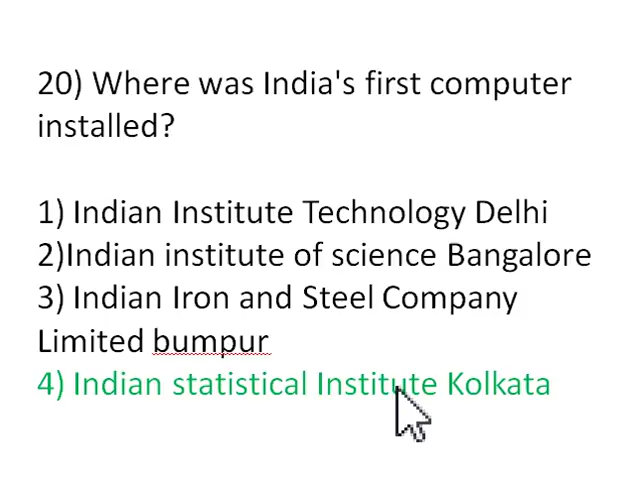 20) Where was India's first computer
installed?
1) Indian Institute Technology Delhi
2)Indian institute of science Bangalore
3) Indian Iron and Steel Company
Limited bumpur
4) Indian statistical Institute Kolkata